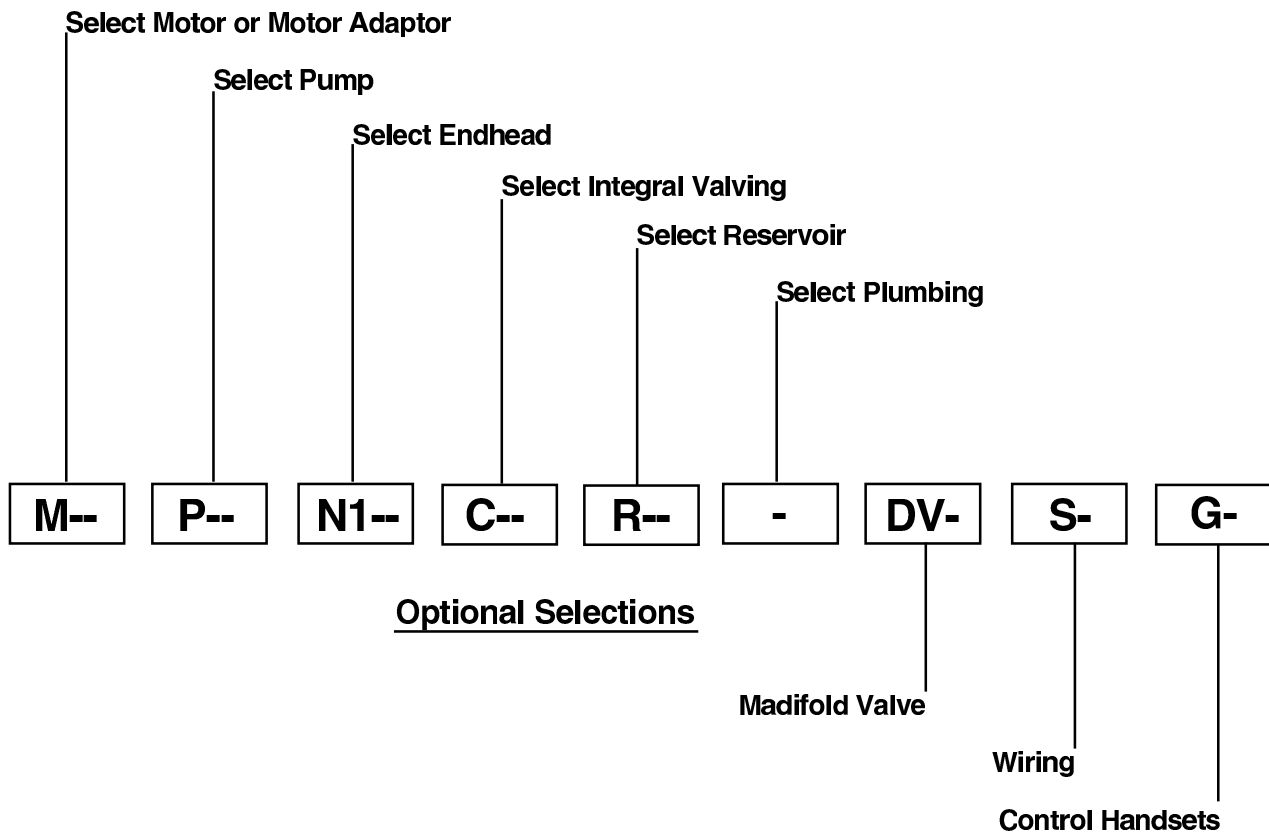 Select Motor or Motor Adaptor
Select Pump
Select Endhead
Select Integral Valving
Select Reservoir
Select Plumbing
M-- P-- N1-- C-- R-- - DV- S- G-
Optional Selections
Madifold Valve
Wiring
Control Handsets